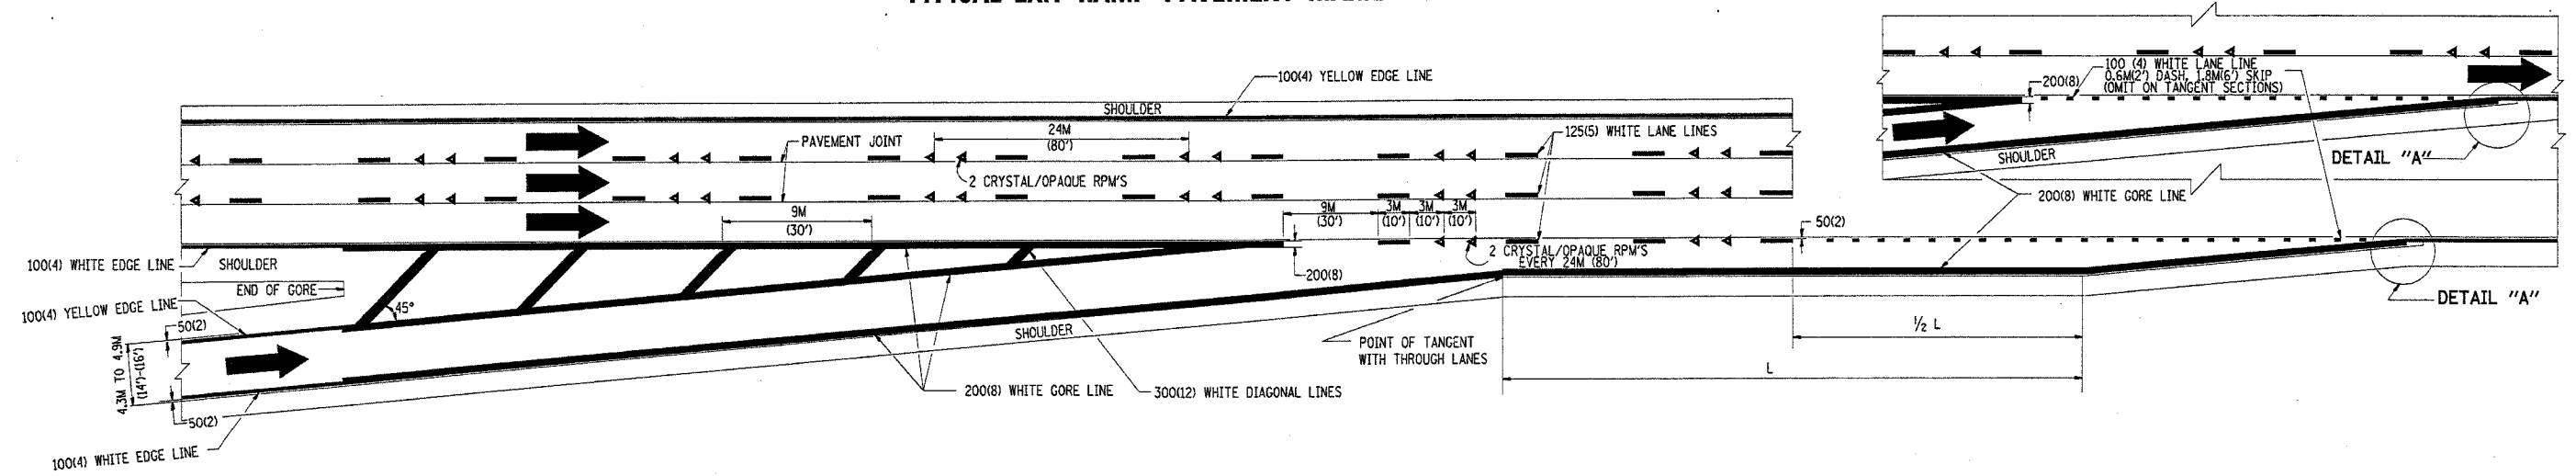 100(4) YELLOW EDGE LINE
SHOULDER
24M
(80')
PAVEMENT JOINT
125(5) WHITE LANE LINES
2 CRYSTAL/OPAQUE RPM'S
9M
(30')
9M
(30')
3M
(10')
3M
(10')
3M
(10')
2 CRYSTAL/OPAQUE RPM'S
EVERY 24M (80')
100(4) WHITE EDGE LINE
SHOULDER
END OF GORE
100(4) YELLOW EDGE LINE
50(2)
45°
4.3M TO 4.9M
(14')-(16')
50(2)
100(4) WHITE EDGE LINE
200(8)
SHOULDER
200(8) WHITE GORE LINE
300(12) WHITE DIAGONAL LINES
POINT OF TANGENT
WITH THROUGH LANES
½ L
L
50(2)
200(8)
100 (4) WHITE LANE LINE
0.6M(2') DASH, 1.8M(6') SKIP
(OMIT ON TANGENT SECTIONS)
SHOULDER
DETAIL "A"
200(8) WHITE GORE LINE
DETAIL "A"